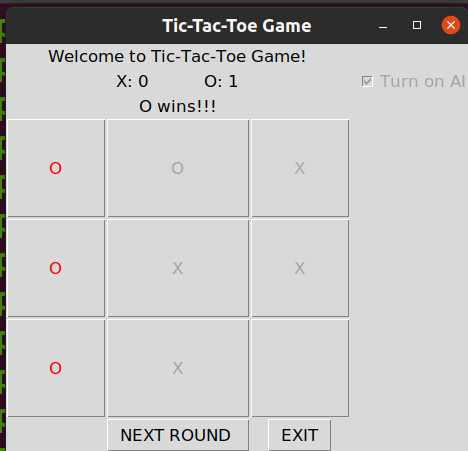 Tic-Tac-Toe Game
Welcome to Tic-Tac-Toe Game!
X: 0 O: 1
Turn on AI
O wins!!!
O O X
O X X
O X
NEXT ROUND EXIT